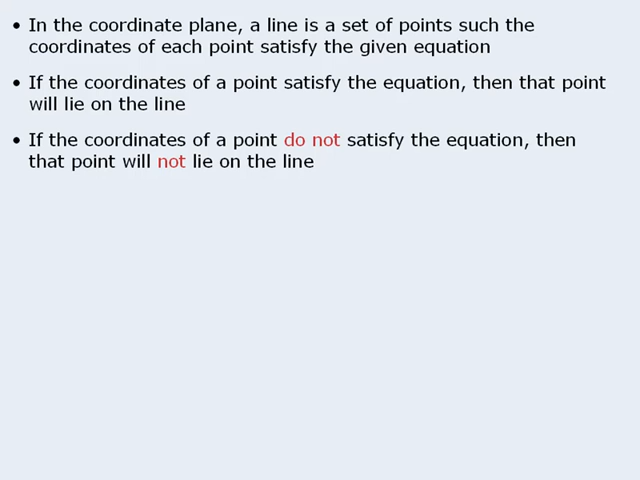 • In the coordinate plane, a line is a set of points such the
coordinates of each point satisfy the given equation
• If the coordinates of a point satisfy the equation, then that point
will lie on the line
• If the coordinates of a point do not satisfy the equation, then
that point will not lie on the line